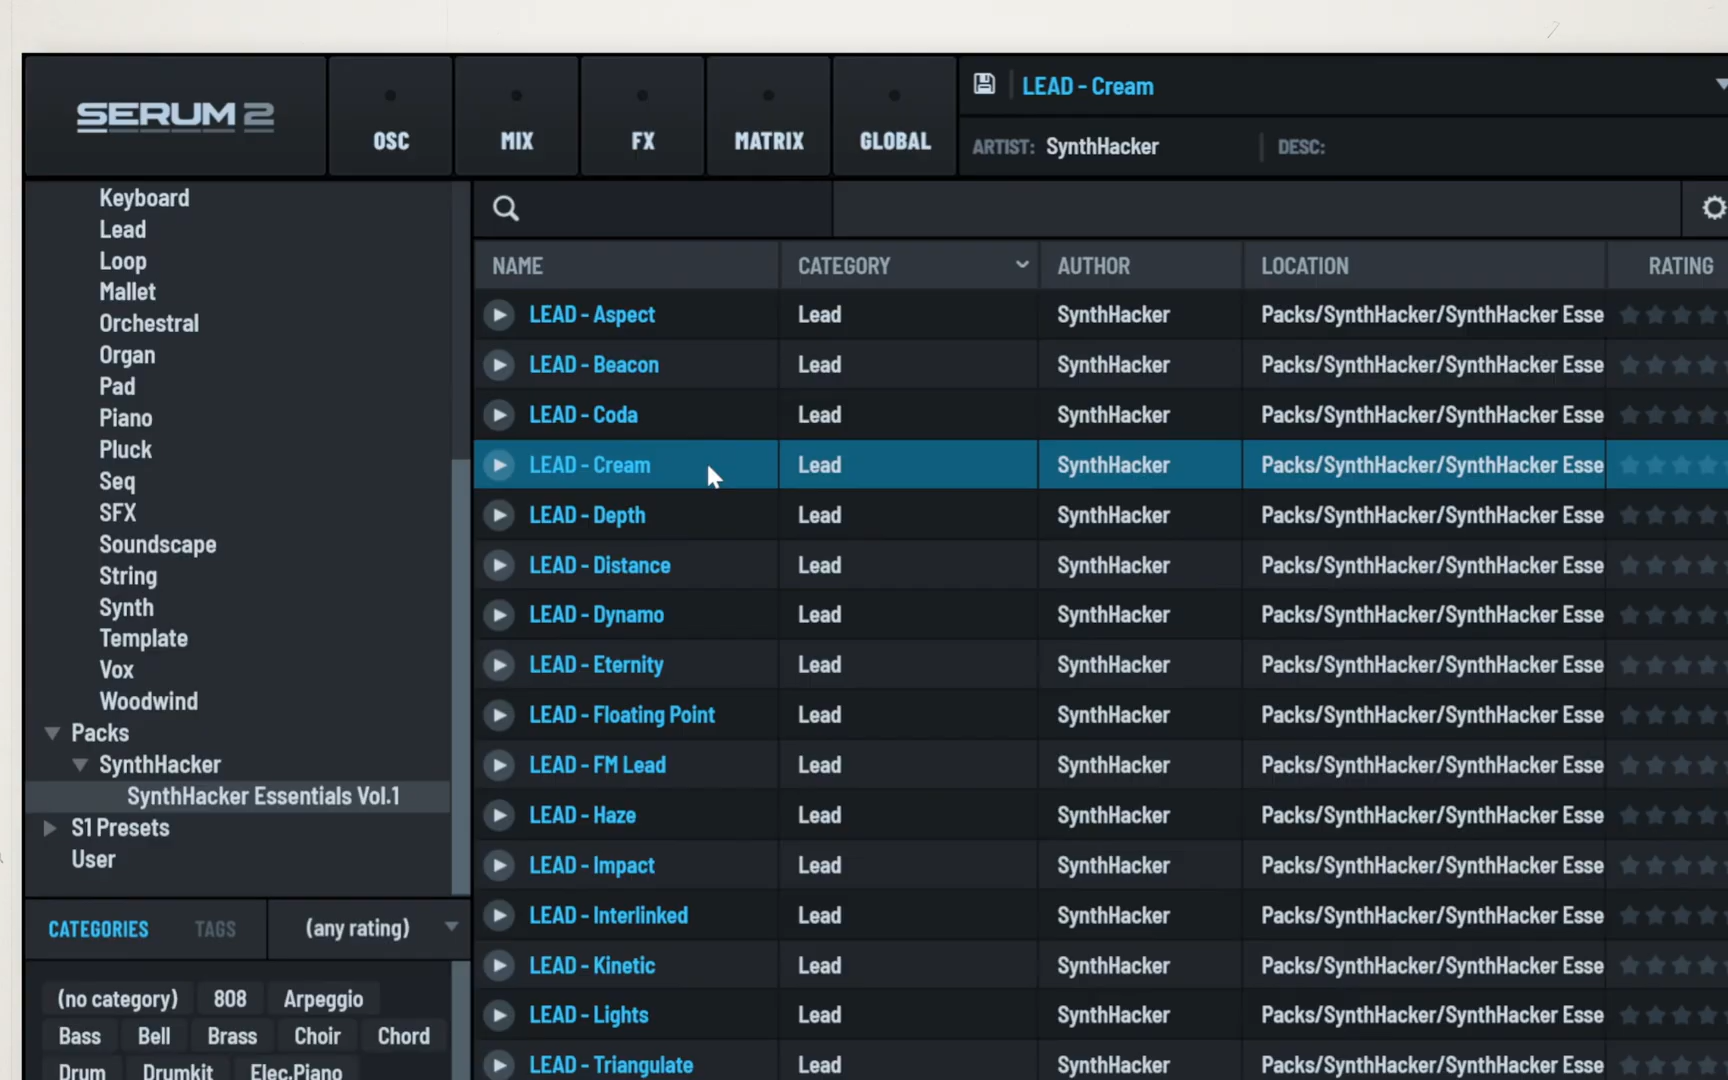 SERUM 2
OSC
MIX
FX
MATRIX
GLOBAL
LEAD - Cream
ARTIST: SynthHacker
DESC:
Keyboard
Lead
Loop
Mallet
Orchestral
Organ
Pad
Piano
Pluck
Seq
SFX
Soundscape
String
Synth
Template
Vox
Woodwind
Packs
SynthHacker
SynthHacker Essentials Vol.1
S1 Presets
User
CATEGORIES TAGS (any rating)
(no category) 808 Arpeggio
Bass Bell Brass Choir Chord
Drum Drumkit Elec.Piano
NAME CATEGORY AUTHOR LOCATION RATING
LEAD - Aspect Lead SynthHacker Packs/SynthHacker/SynthHacker Esse
LEAD - Beacon Lead SynthHacker Packs/SynthHacker/SynthHacker Esse
LEAD - Coda Lead SynthHacker Packs/SynthHacker/SynthHacker Esse
LEAD - Cream Lead SynthHacker Packs/SynthHacker/SynthHacker Esse
LEAD - Depth Lead SynthHacker Packs/SynthHacker/SynthHacker Esse
LEAD - Distance Lead SynthHacker Packs/SynthHacker/SynthHacker Esse
LEAD - Dynamo Lead SynthHacker Packs/SynthHacker/SynthHacker Esse
LEAD - Eternity Lead SynthHacker Packs/SynthHacker/SynthHacker Esse
LEAD - Floating Point Lead SynthHacker Packs/SynthHacker/SynthHacker Esse
LEAD - FM Lead Lead SynthHacker Packs/SynthHacker/SynthHacker Esse
LEAD - Haze Lead SynthHacker Packs/SynthHacker/SynthHacker Esse
LEAD - Impact Lead SynthHacker Packs/SynthHacker/SynthHacker Esse
LEAD - Interlinked Lead SynthHacker Packs/SynthHacker/SynthHacker Esse
LEAD - Kinetic Lead SynthHacker Packs/SynthHacker/SynthHacker Esse
LEAD - Lights Lead SynthHacker Packs/SynthHacker/SynthHacker Esse
LEAD - Triangulate Lead SynthHacker Packs/SynthHacker/SynthHacker Esse